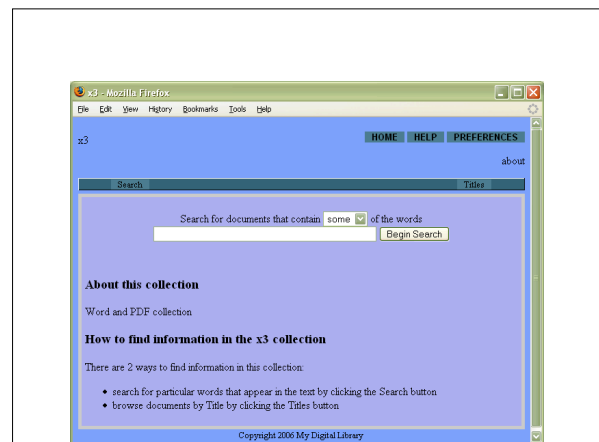 x3 - Mozilla Firefox
File Edit View History Bookmarks Tools Help
x3
HOME HELP PREFERENCES
about
Search Titles
Search for documents that contain some of the words
Begin Search
About this collection
Word and PDF collection
How to find information in the x3 collection
There are 2 ways to find information in this collection:
• search for particular words that appear in the text by clicking the Search button
• browse documents by Title by clicking the Titles button
Copyright 2006 My Digital Library